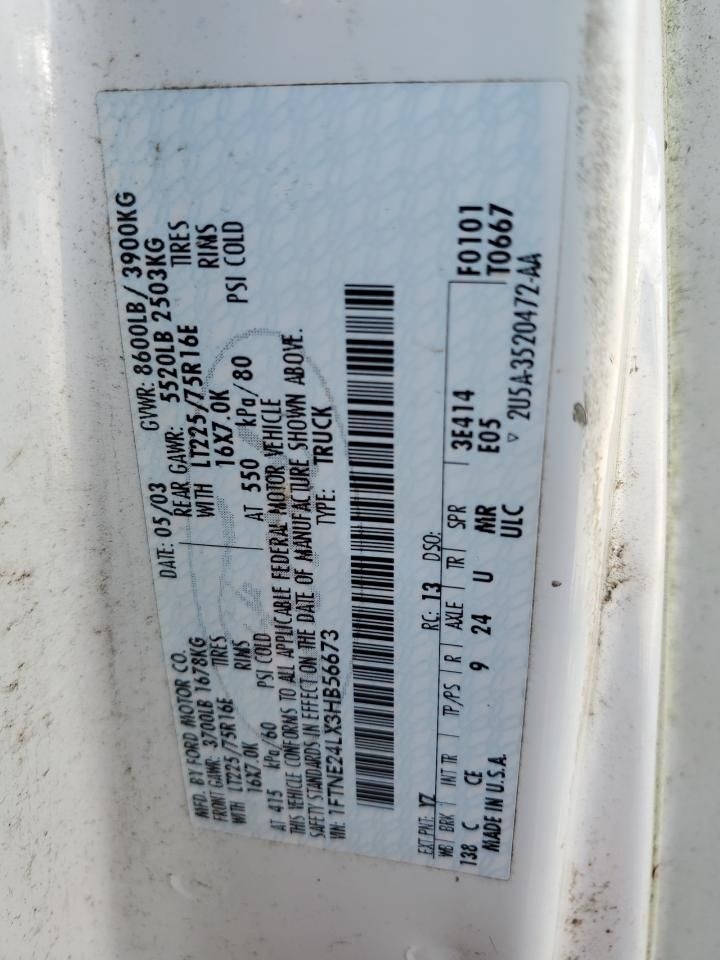 MFD. BY FORD MOTOR CO.
DATE: 05/03 GVWR: 8600LB / 3900KG
FRONT GAWR: 3700LB 1678KG REAR GAWR: 5520LB 2503KG
WITH LT225/75R16E TIRES WITH LT225/75R16E TIRES
16X7.0K RIMS 16X7.0K RIMS
AT 415 kPa/60 PSI COLD AT 550 kPa/80 PSI COLD
THIS VEHICLE CONFORMS TO ALL APPLICABLE FEDERAL MOTOR VEHICLE
SAFETY STANDARDS IN EFFECT ON THE DATE OF MANUFACTURE SHOWN ABOVE.
VIN: 1FTNE24LX3HB56673 TYPE: TRUCK
F0101
T0667
EXT PNT: YZ RC: 13 DSO:
WB BRK INT TR TP/PS R AXLE TR SPR 3E414
138 C CE 9 24 U MR E05
MADE IN U.S.A. ULC
▽ 2U5A-3520472-AA